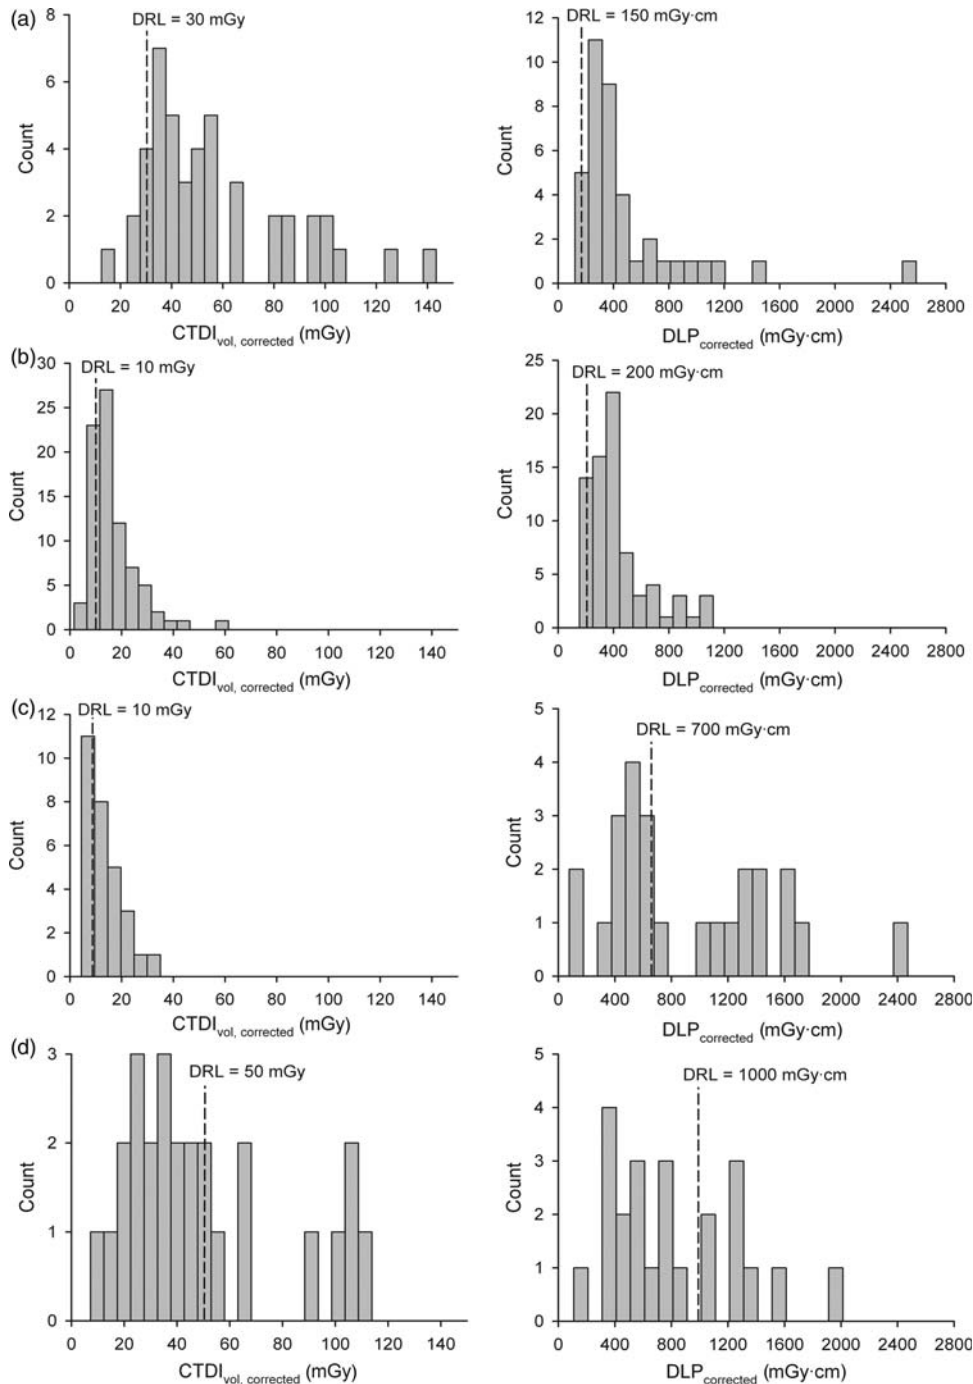 (a)
DRL = 30 mGy
8
6
4
2
0
Count
0 20 40 60 80 100 120 140
CTDIvol, corrected (mGy)
DRL = 150 mGy·cm
12
10
8
6
4
2
0
Count
0 400 800 1200 1600 2000 2400 2800
DLPcorrected (mGy·cm)
(b)
DRL = 10 mGy
30
25
20
15
10
5
0
Count
0 20 40 60 80 100 120 140
CTDIvol, corrected (mGy)
DRL = 200 mGy·cm
25
20
15
10
5
0
Count
0 400 800 1200 1600 2000 2400 2800
DLPcorrected (mGy·cm)
(c)
DRL = 10 mGy
12
10
8
6
4
2
0
Count
0 20 40 60 80 100 120 140
CTDIvol, corrected (mGy)
DRL = 700 mGy·cm
5
4
3
2
1
0
Count
0 400 800 1200 1600 2000 2400 2800
DLPcorrected (mGy·cm)
(d)
DRL = 50 mGy
3
2
1
0
Count
0 20 40 60 80 100 120 140
CTDIvol, corrected (mGy)
DRL = 1000 mGy·cm
5
4
3
2
1
0
Count
0 400 800 1200 1600 2000 2400 2800
DLPcorrected (mGy·cm)